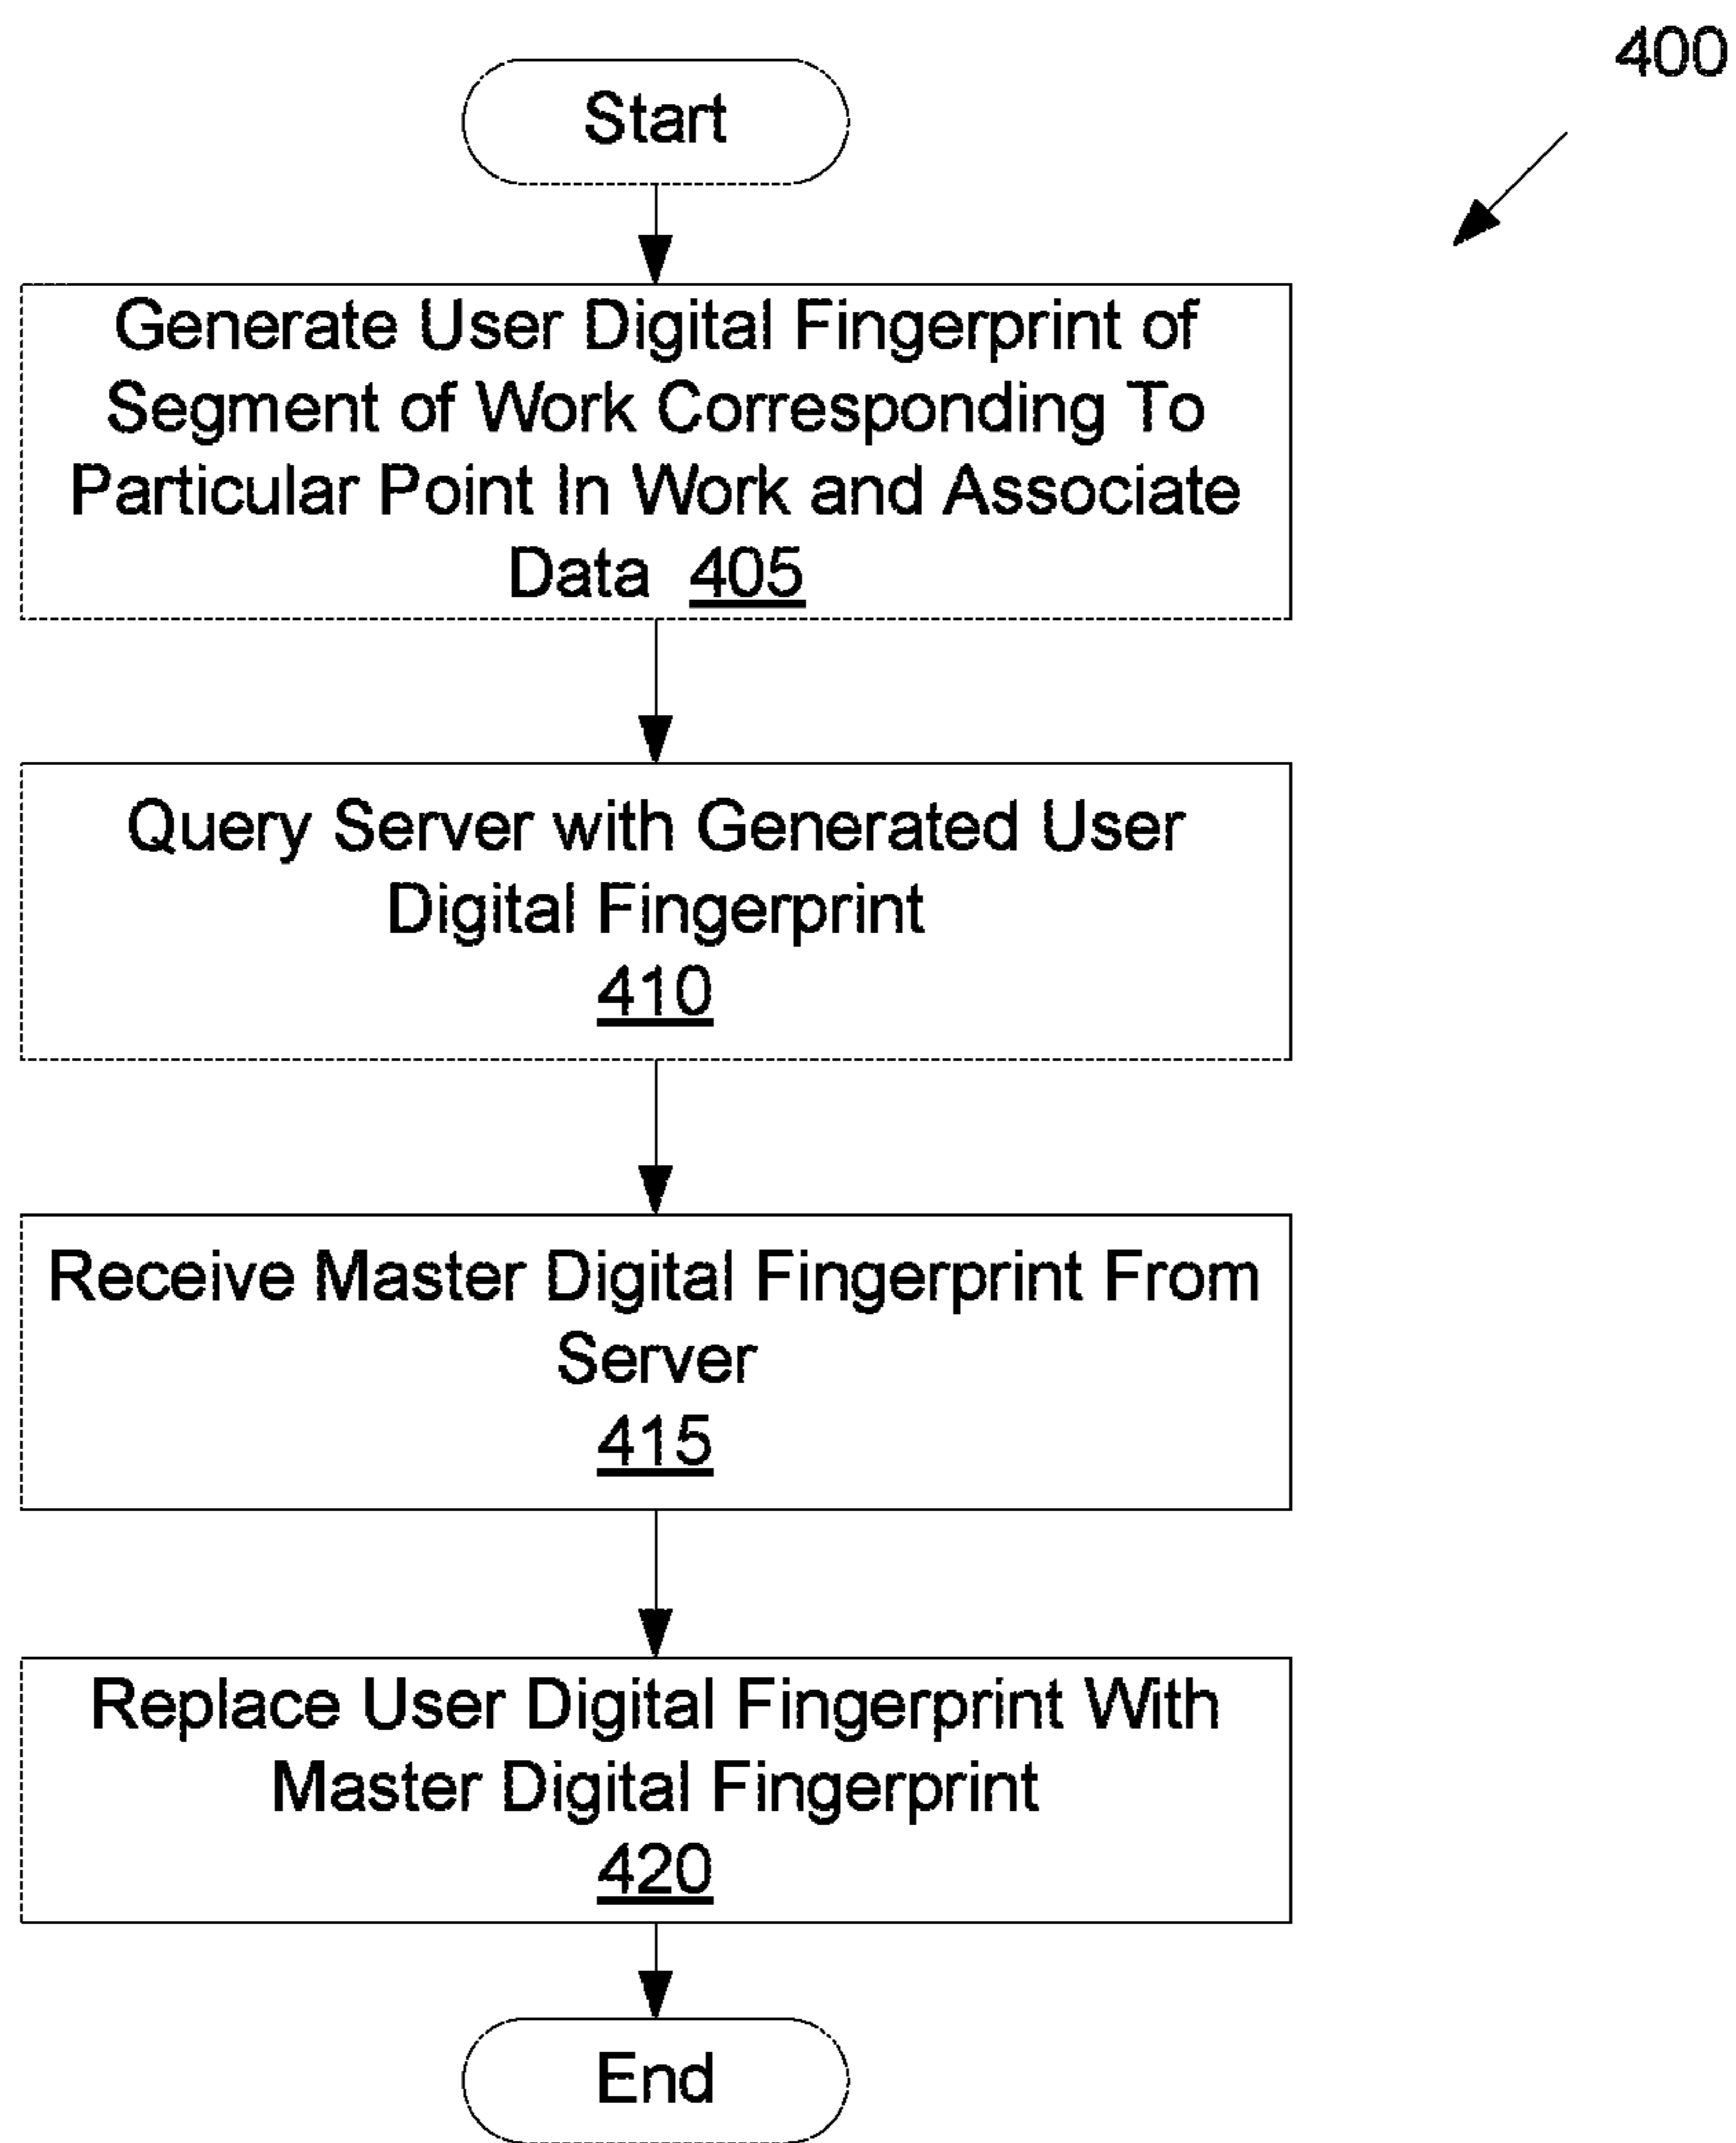 400
Start
Generate User Digital Fingerprint of
Segment of Work Corresponding To
Particular Point In Work and Associate
Data 405
Query Server with Generated User
Digital Fingerprint
410
Receive Master Digital Fingerprint From
Server
415
Replace User Digital Fingerprint With
Master Digital Fingerprint
420
End